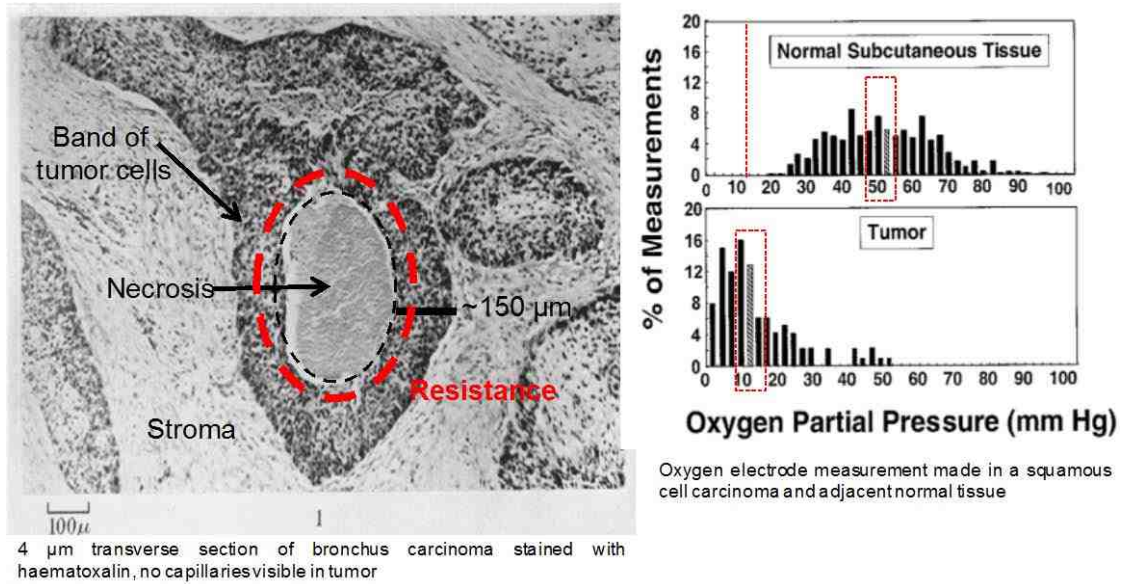 Band of
tumor cells
Necrosis
~150 µm
Resistance
Stroma
100µ
1
4 µm transverse section of bronchus carcinoma stained with
haematoxalin, no capillaries visible in tumor
% of Measurements
20
16
12
8
4
0
Normal Subcutaneous Tissue
0 10 20 30 40 50 60 70 80 90 100
20
16
12
8
4
0
Tumor
0 10 20 30 40 50 60 70 80 90 100
Oxygen Partial Pressure (mm Hg)
Oxygen electrode measurement made in a squamous
cell carcinoma and adjacent normal tissue